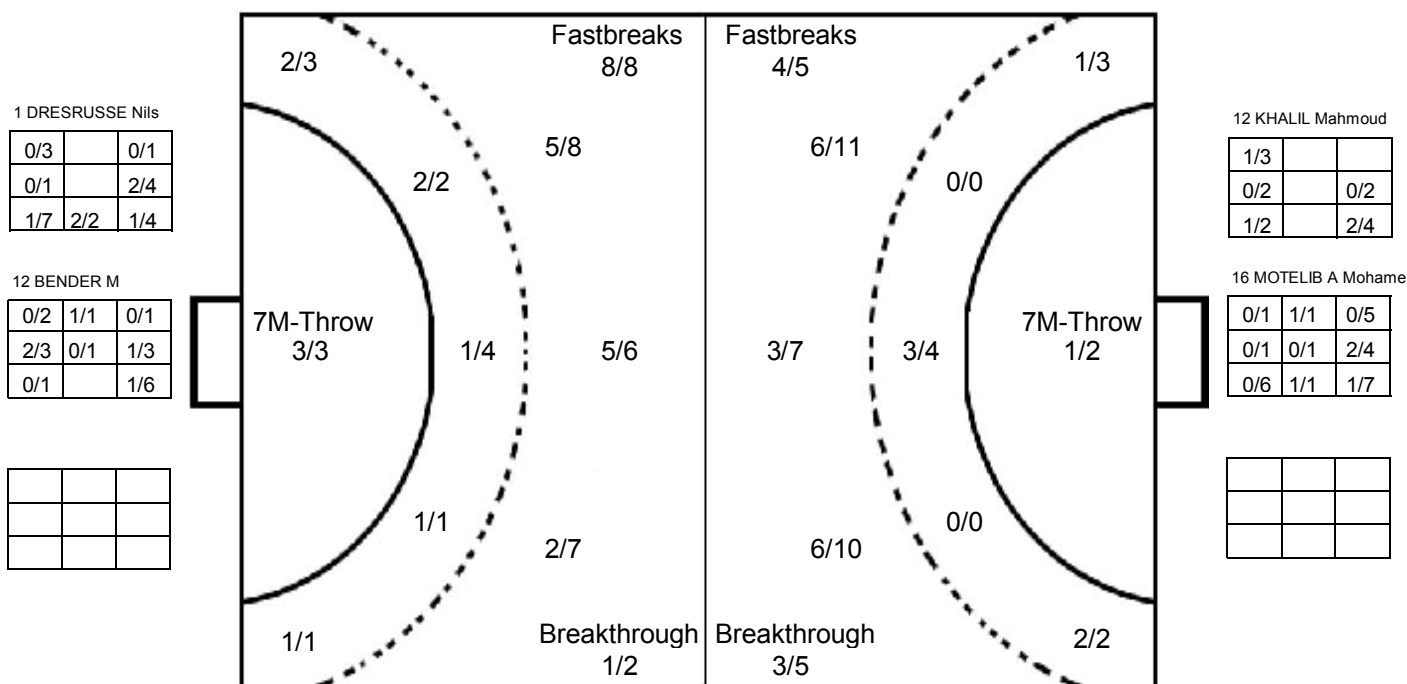 Fastbreaks
8/8
Fastbreaks
4/5
2/3
1/3
1 DRESRUSSE Nils
0/3 0/1
0/1 2/4
1/7 2/2 1/4
12 KHALIL Mahmoud
1/3
0/2 0/2
1/2 2/4
5/8
6/11
2/2
0/0
12 BENDER M
0/2 1/1 0/1
2/3 0/1 1/3
0/1 1/6
16 MOTELIB A Mohame
0/1 1/1 0/5
0/1 0/1 2/4
0/6 1/1 1/7
7M-Throw
3/3
1/4
5/6
3/7
3/4
7M-Throw
1/2
1/1
0/0
2/7
6/10
1/1
Breakthrough
1/2
Breakthrough
3/5
2/2